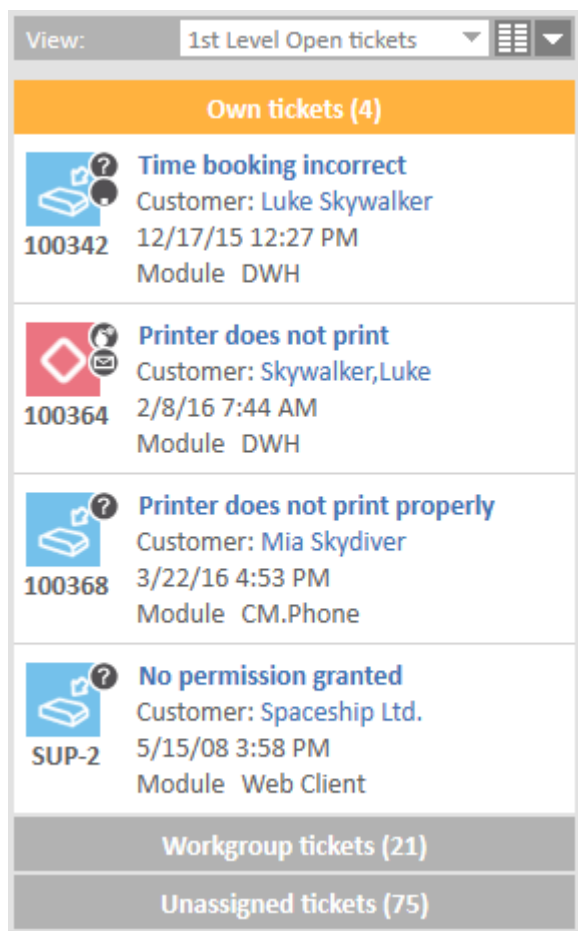 View: 1st Level Open tickets
Own tickets (4)
Time booking incorrect
Customer: Luke Skywalker
12/17/15 12:27 PM
100342
Module DWH
Printer does not print
Customer: Skywalker,Luke
2/8/16 7:44 AM
100364
Module DWH
Printer does not print properly
Customer: Mia Skydiver
3/22/16 4:53 PM
100368
Module CM.Phone
No permission granted
Customer: Spaceship Ltd.
5/15/08 3:58 PM
SUP-2
Module Web Client
Workgroup tickets (21)
Unassigned tickets (75)